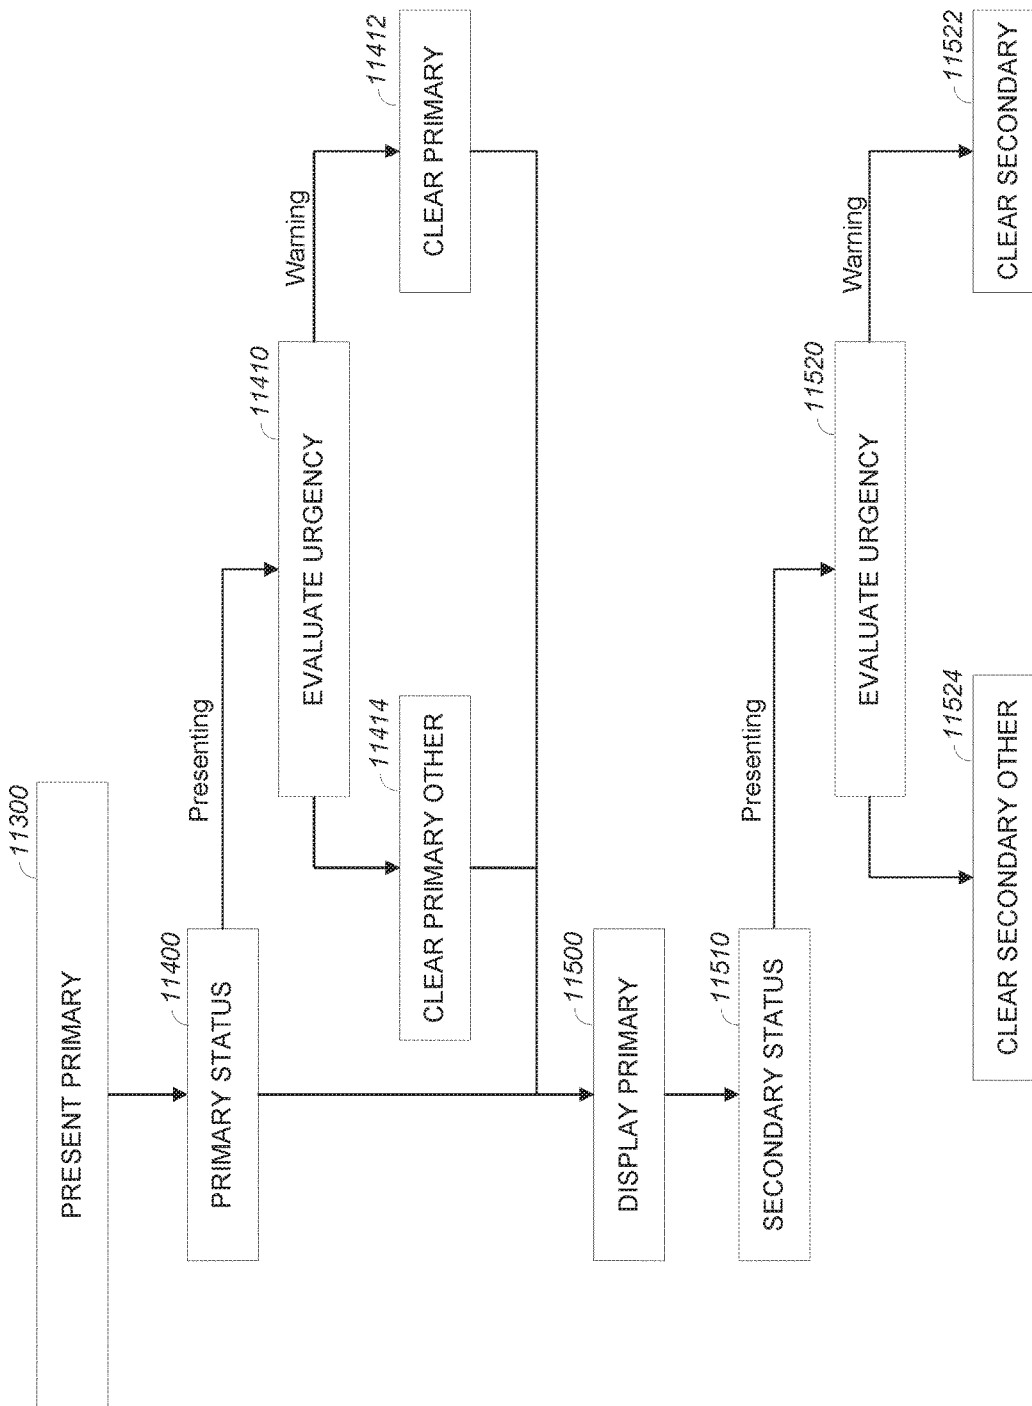 11300
PRESENT PRIMARY
11400
PRIMARY STATUS
Presenting
11410
EVALUATE URGENCY
Warning
11412
CLEAR PRIMARY
11414
CLEAR PRIMARY OTHER
11500
DISPLAY PRIMARY
11510
SECONDARY STATUS
Presenting
11520
EVALUATE URGENCY
Warning
11522
CLEAR SECONDARY
11524
CLEAR SECONDARY OTHER